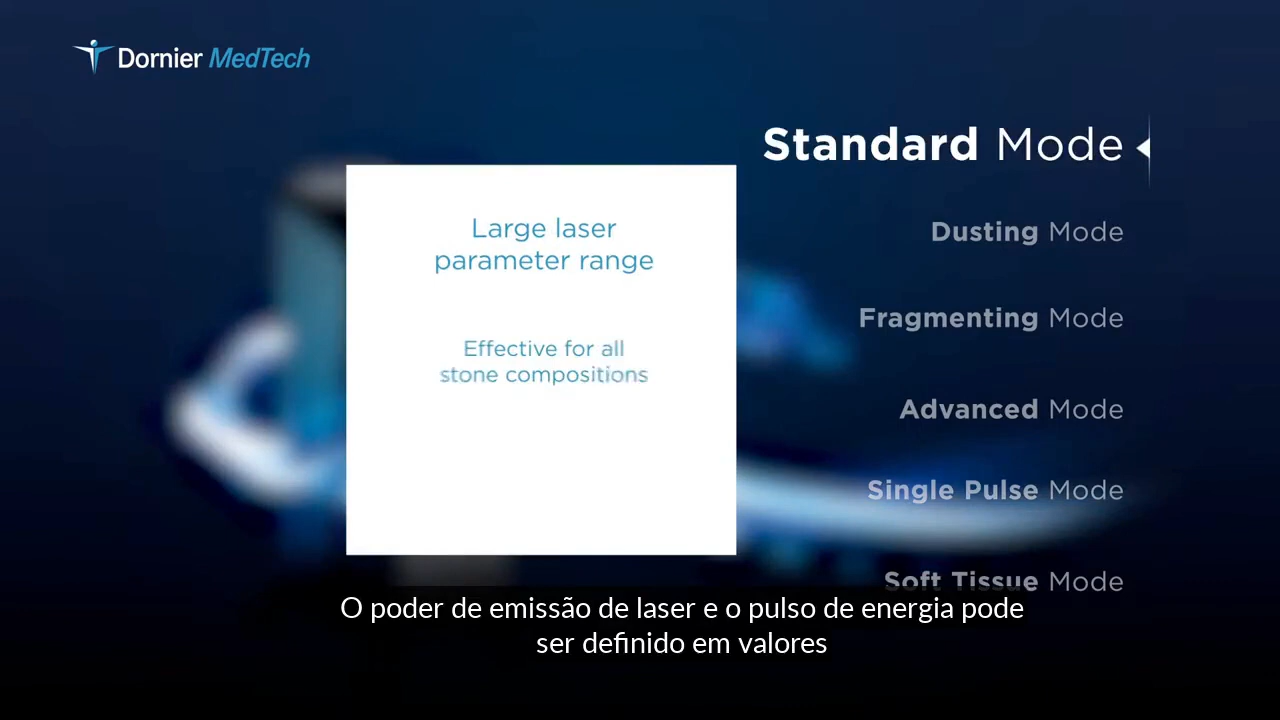 Dornier MedTech
Standard Mode
Large laser
parameter range
Effective for all
stone compositions
Dusting Mode
Fragmenting Mode
Advanced Mode
Single Pulse Mode
Soft Tissue Mode
O poder de emissão de laser e o pulso de energia pode
ser definido em valores